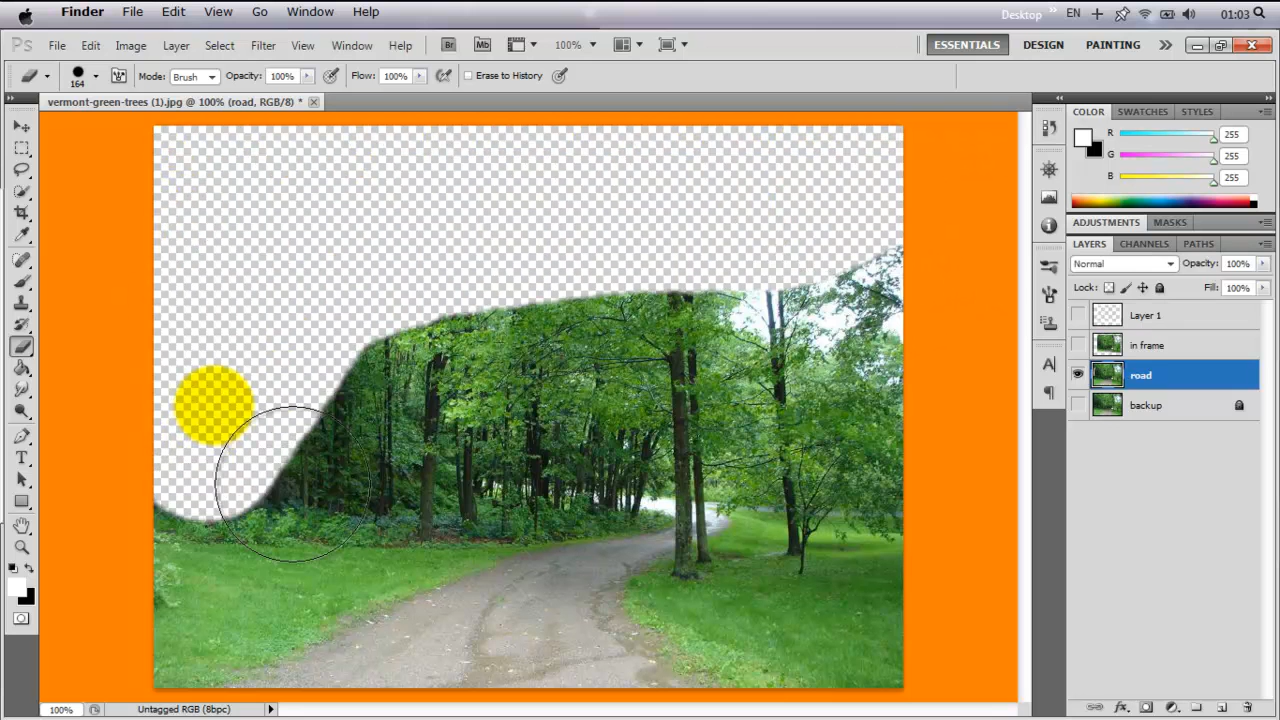 Finder File Edit View Go Window Help Desktop » EN 01:03
Ps File Edit Image Layer Select Filter View Window Help Br Mb 100% ESSENTIALS DESIGN PAINTING
164 Mode: Brush Opacity: 100% Flow: 100% Erase to History
vermont-green-trees (1).jpg @ 100% (road, RGB/8) *
COLOR SWATCHES STYLES
R 255
G 255
B 255
ADJUSTMENTS MASKS
LAYERS CHANNELS PATHS
Normal Opacity: 100%
Lock: Fill: 100%
Layer 1
in frame
road
backup
100% Untagged RGB (8bpc)